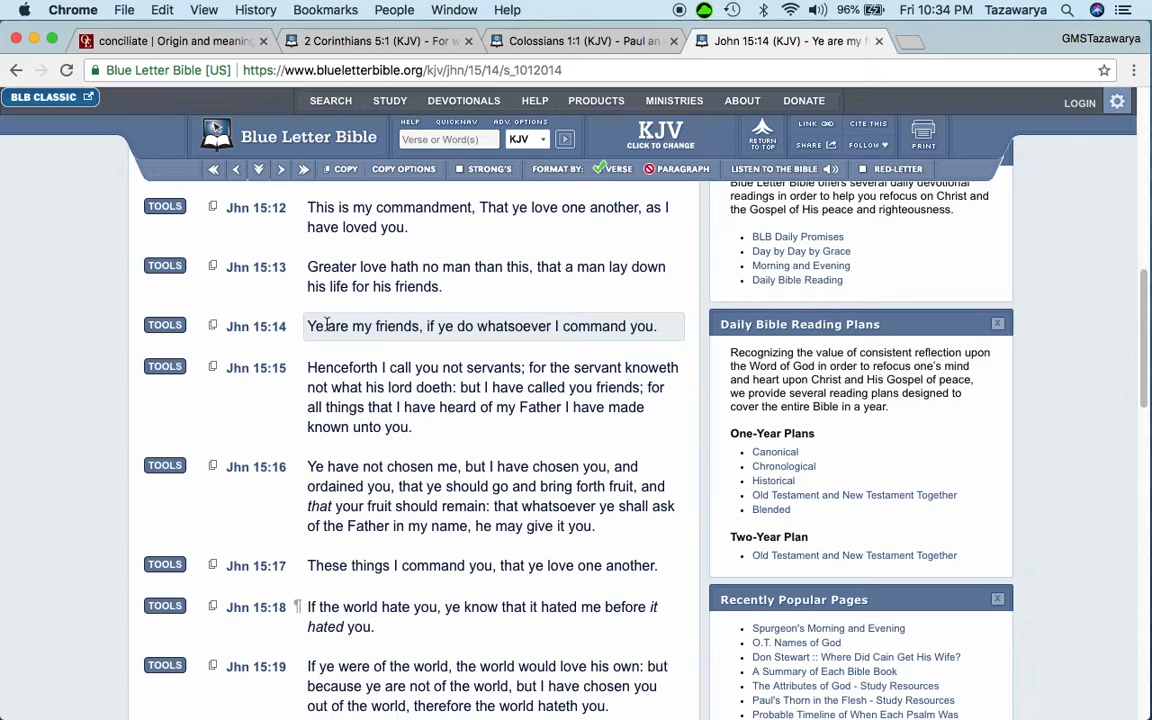 Chrome File Edit View History Bookmarks People Window Help 96% Fri 10:34 PM Tazawarya
conciliate | Origin and meaning
2 Corinthians 5:1 (KJV) - For w
Colossians 1:1 (KJV) - Paul an
John 15:14 (KJV) - Ye are my f
GMSTazawarya
Blue Letter Bible [US] https://www.blueletterbible.org/kjv/jhn/15/14/s_1012014
BLB CLASSIC
SEARCH STUDY DEVOTIONALS HELP PRODUCTS MINISTRIES ABOUT DONATE
LOGIN
Blue Letter Bible
HELP QUICKNAV ADV. OPTIONS
Verse or Word(s) KJV
KJV
CLICK TO CHANGE
RETURN TO TOP
LINK CITE THIS
SHARE FOLLOW
PRINT
COPY COPY OPTIONS STRONG'S FORMAT BY: VERSE PARAGRAPH LISTEN TO THE BIBLE RED-LETTER
TOOLS Jhn 15:12 This is my commandment, That ye love one another, as I
have loved you.
TOOLS Jhn 15:13 Greater love hath no man than this, that a man lay down
his life for his friends.
TOOLS Jhn 15:14 Ye are my friends, if ye do whatsoever I command you.
TOOLS Jhn 15:15 Henceforth I call you not servants; for the servant knoweth
not what his lord doeth: but I have called you friends; for
all things that I have heard of my Father I have made
known unto you.
TOOLS Jhn 15:16 Ye have not chosen me, but I have chosen you, and
ordained you, that ye should go and bring forth fruit, and
that your fruit should remain: that whatsoever ye shall ask
of the Father in my name, he may give it you.
TOOLS Jhn 15:17 These things I command you, that ye love one another.
TOOLS Jhn 15:18 ¶ If the world hate you, ye know that it hated me before it
hated you.
TOOLS Jhn 15:19 If ye were of the world, the world would love his own: but
because ye are not of the world, but I have chosen you
out of the world, therefore the world hateth you.
Blue Letter Bible offers several daily devotional
readings in order to help you refocus on Christ and
the Gospel of His peace and righteousness.
BLB Daily Promises
Day by Day by Grace
Morning and Evening
Daily Bible Reading
Daily Bible Reading Plans
Recognizing the value of consistent reflection upon
the Word of God in order to refocus one's mind
and heart upon Christ and His Gospel of peace,
we provide several reading plans designed to
cover the entire Bible in a year.
One-Year Plans
Canonical
Chronological
Historical
Old Testament and New Testament Together
Blended
Two-Year Plan
Old Testament and New Testament Together
Recently Popular Pages
Spurgeon's Morning and Evening
O.T. Names of God
Don Stewart :: Where Did Cain Get His Wife?
A Summary of Each Bible Book
The Attributes of God - Study Resources
Paul's Thorn in the Flesh - Study Resources
Probable Timeline of When Each Psalm Was